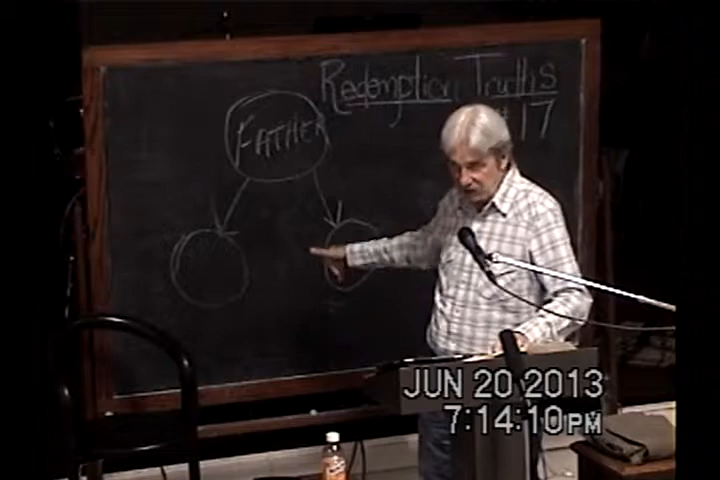 Redemption Truths
#17
FATHER
JUN 20 2013
7:14:10PM